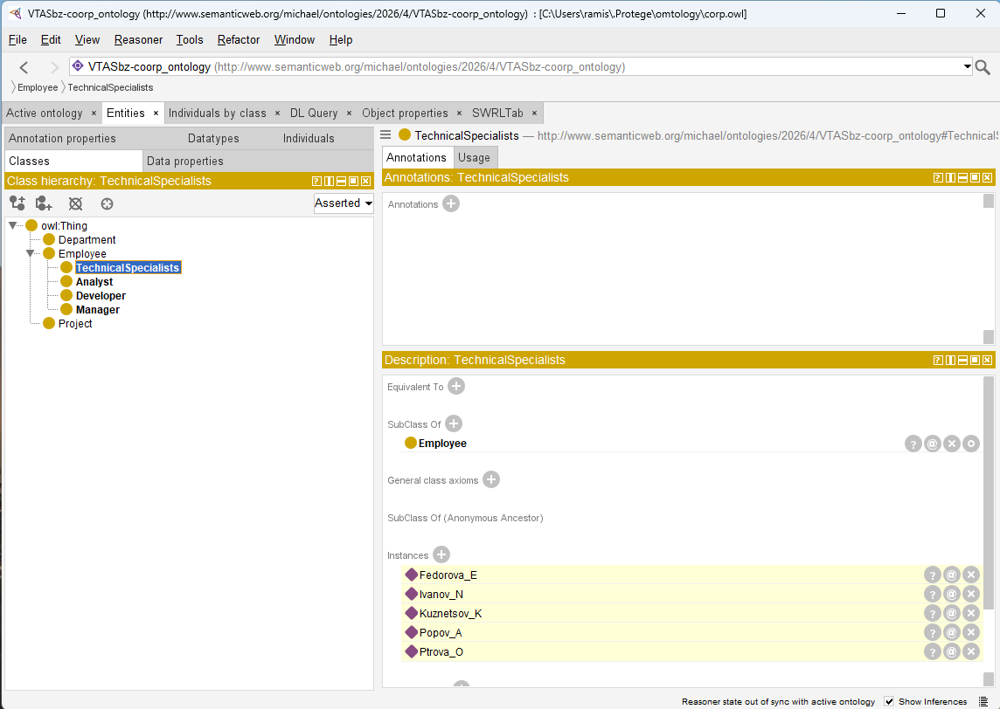 VTASbz-coorp_ontology (http://www.semanticweb.org/michael/ontologies/2026/4/VTASbz-coorp_ontology) : [C:\Users\ramis\.Protege\omtology\corp.owl]
File Edit View Reasoner Tools Refactor Window Help
VTASbz-coorp_ontology (http://www.semanticweb.org/michael/ontologies/2026/4/VTASbz-coorp_ontology)
Employee TechnicalSpecialists
Active ontology × Entities × Individuals by class × DL Query × Object properties × SWRLTab ×
Annotation properties Datatypes Individuals
Classes Data properties
Class hierarchy: TechnicalSpecialists
Asserted
owl:Thing
Department
Employee
TechnicalSpecialists
Analyst
Developer
Manager
Project
TechnicalSpecialists — http://www.semanticweb.org/michael/ontologies/2026/4/VTASbz-coorp_ontology#TechnicalS
Annotations Usage
Annotations: TechnicalSpecialists
Annotations
Description: TechnicalSpecialists
Equivalent To
SubClass Of
Employee
General class axioms
SubClass Of (Anonymous Ancestor)
Instances
Fedorova_E
Ivanov_N
Kuznetsov_K
Popov_A
Ptrova_O
Reasoner state out of sync with active ontology Show Inferences